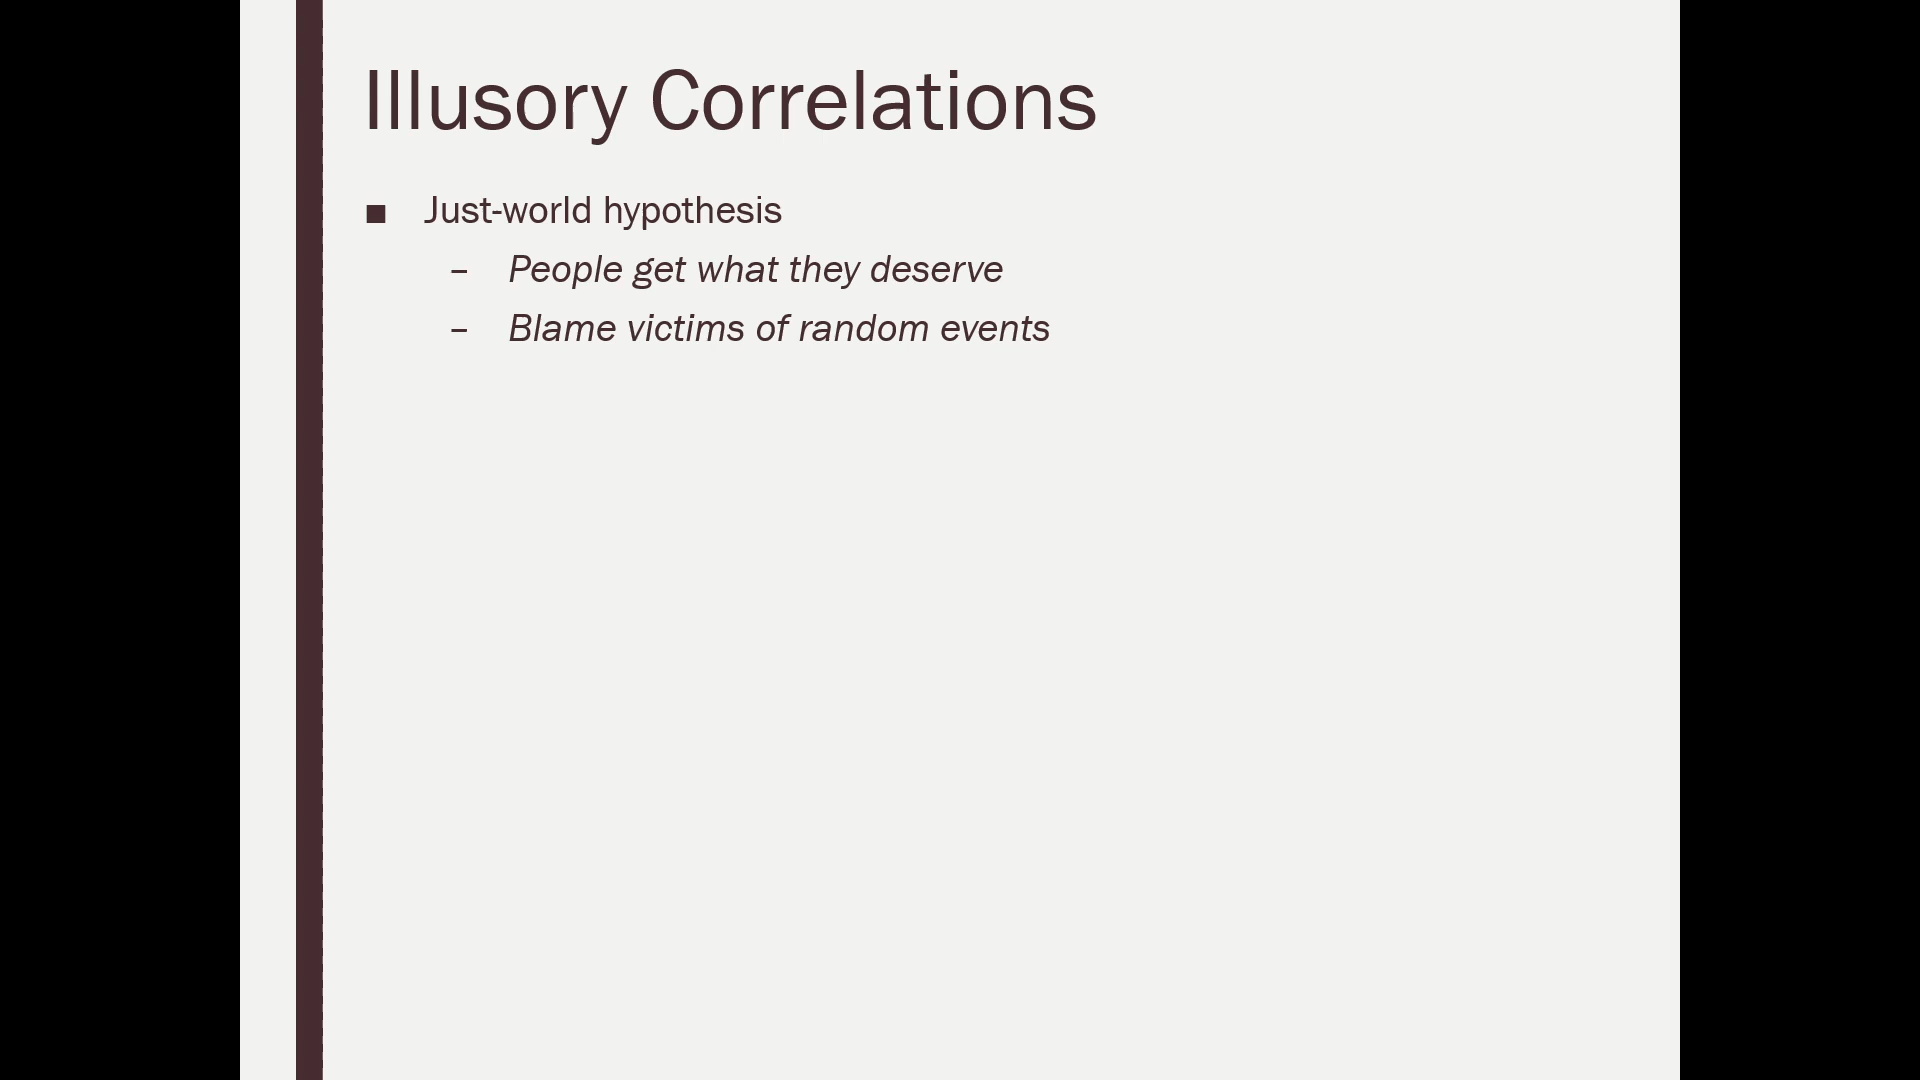 Illusory Correlations
■ Just-world hypothesis
– People get what they deserve
– Blame victims of random events